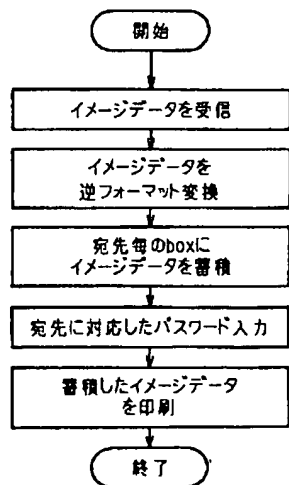 開始
イメージデータを受信
イメージデータを
逆フォーマット変換
宛先毎のboxに
イメージデータを蓄積
宛先に対応したパスワード入力
蓄積したイメージデータ
を印刷
終了